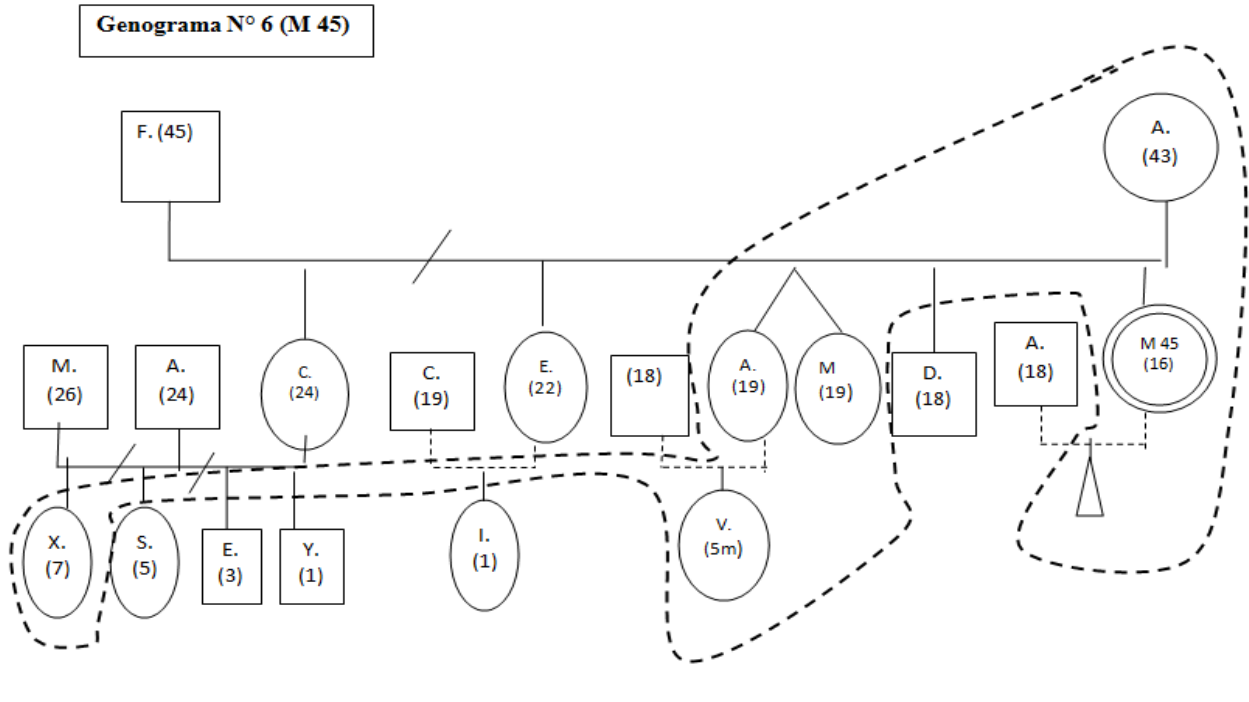 Genograma N° 6 (M 45)
F. (45)
A.
(43)
M.
(26)
A.
(24)
C.
(24)
C.
(19)
E.
(22)
(18)
A.
(19)
M
(19)
D.
(18)
A.
(18)
M 45
(16)
X.
(7)
S.
(5)
E.
(3)
Y.
(1)
I.
(1)
V.
(5m)